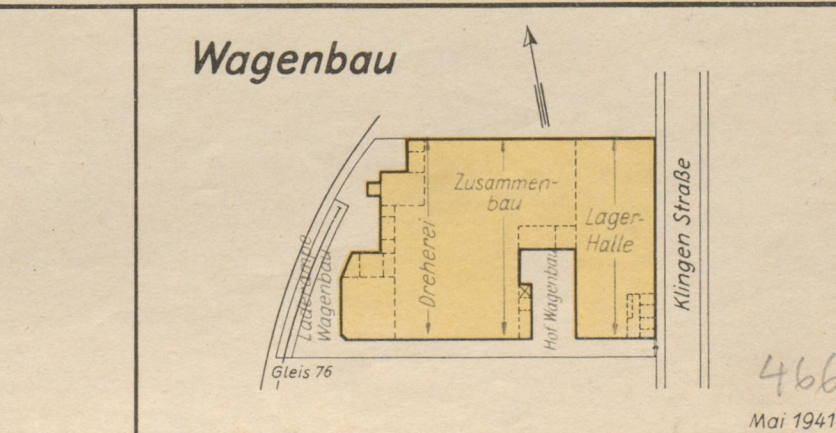 Wagenbau
Zusammen-
bau
Lager-
Halle
Dreherei
Hof Wagenbau
Laderampe
Wagenbau
Klingen Straße
Gleis 76
466
Mai 1941